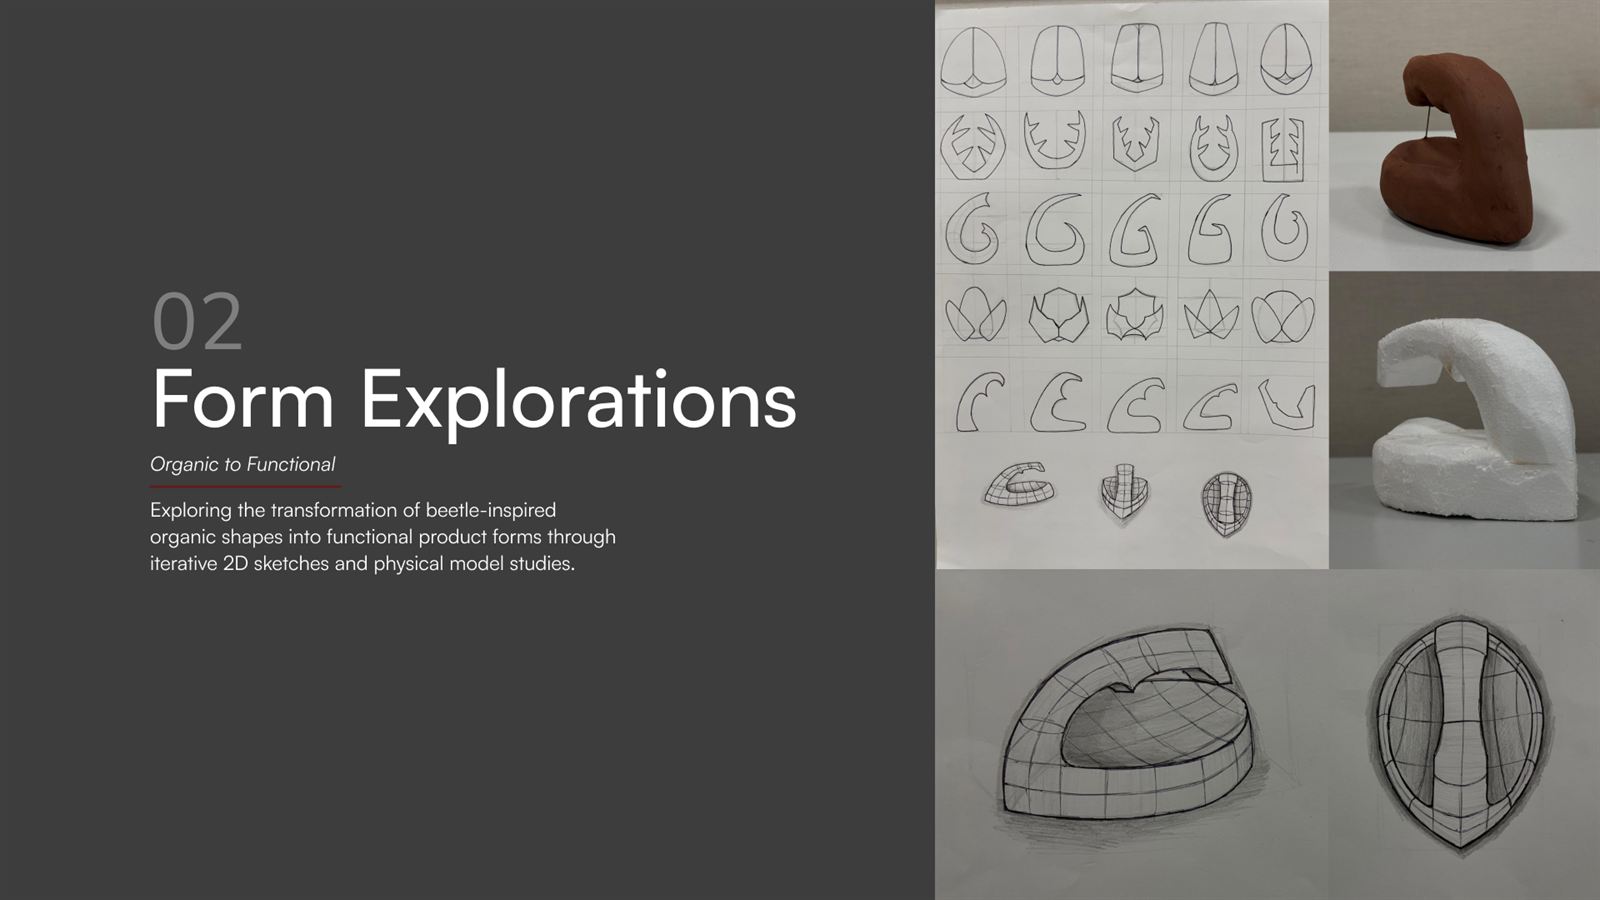 02
Form Explorations
Organic to Functional
Exploring the transformation of beetle-inspired
organic shapes into functional product forms through
iterative 2D sketches and physical model studies.